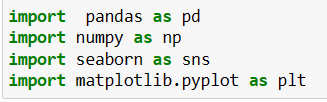 import  pandas as pd
import numpy as np
import seaborn as sns
import matplotlib.pyplot as plt